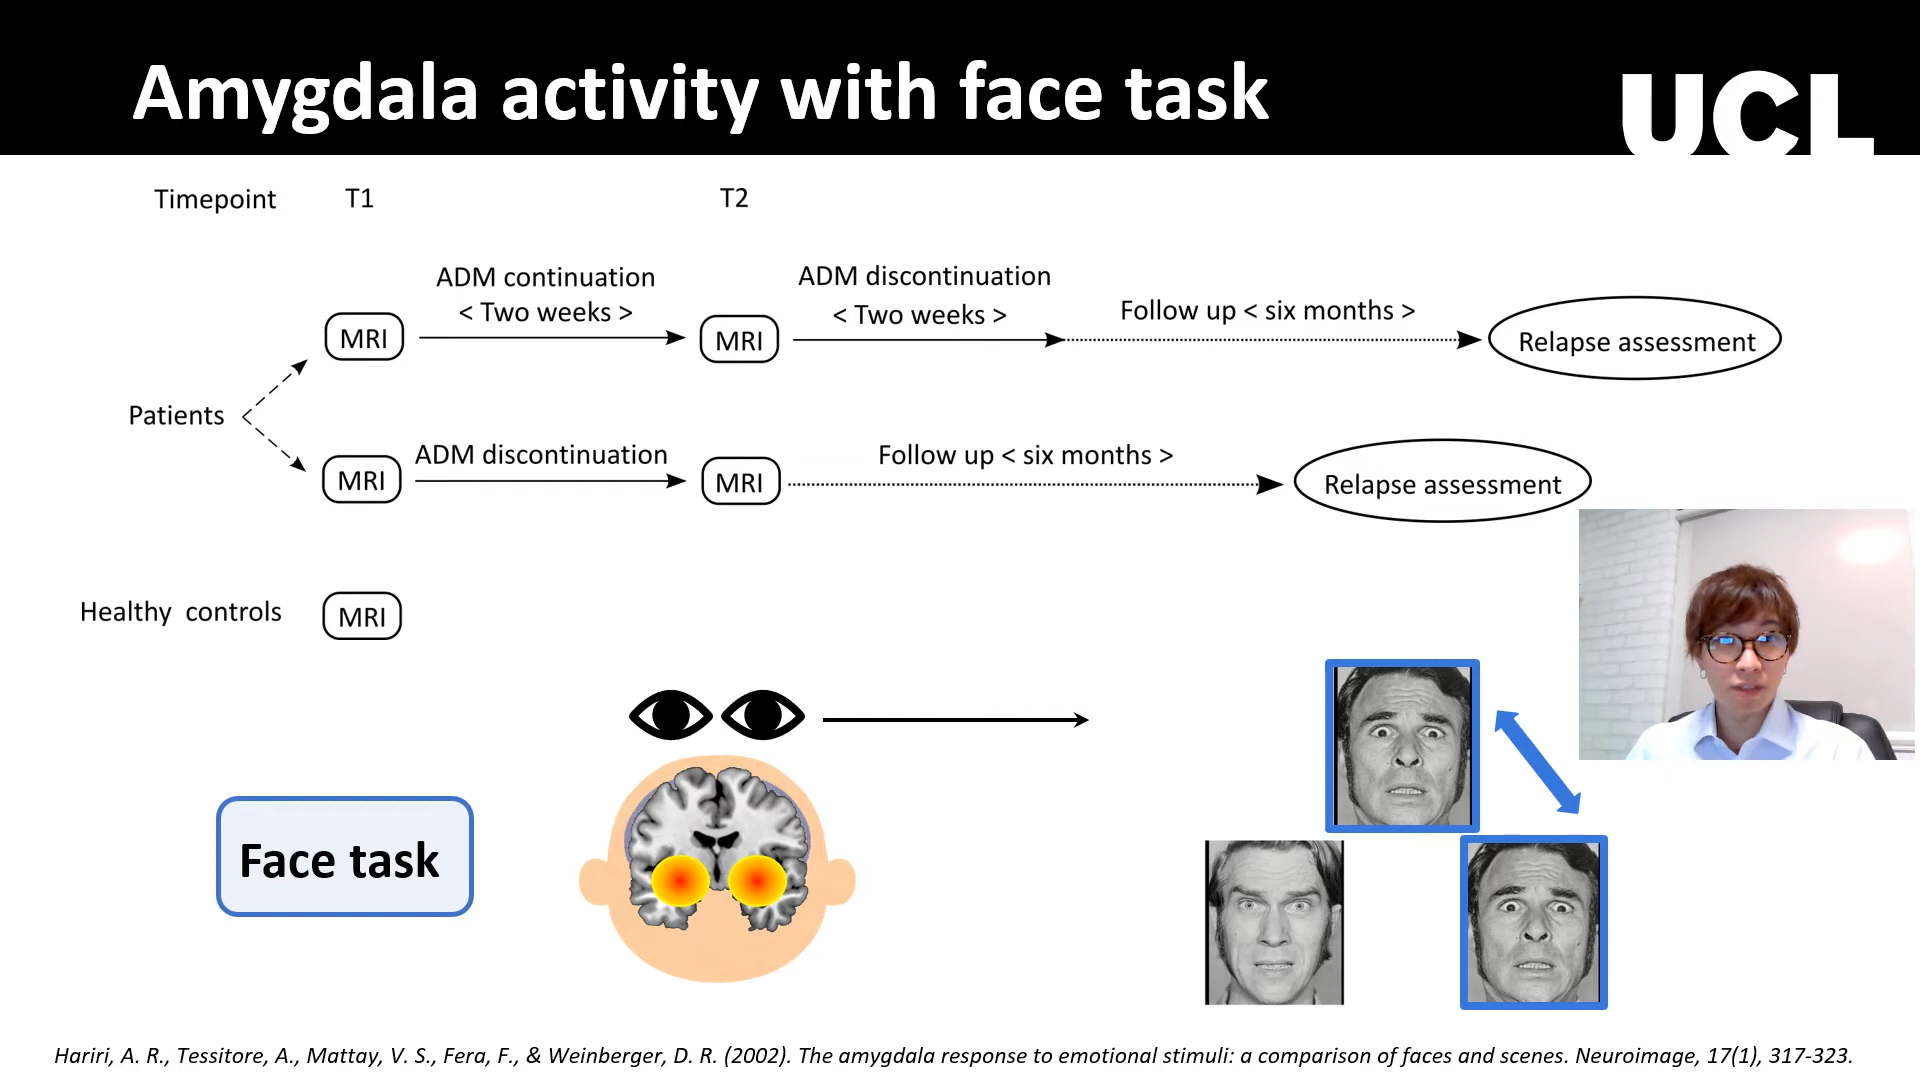 Amygdala activity with face task
UCL
Timepoint T1 T2
ADM continuation
< Two weeks >
ADM discontinuation
< Two weeks >
Follow up < six months >
MRI
MRI
Relapse assessment
Patients
ADM discontinuation
Follow up < six months >
MRI
MRI
Relapse assessment
Healthy controls
MRI
Face task
Hariri, A. R., Tessitore, A., Mattay, V. S., Fera, F., & Weinberger, D. R. (2002). The amygdala response to emotional stimuli: a comparison of faces and scenes. Neuroimage, 17(1), 317-323.